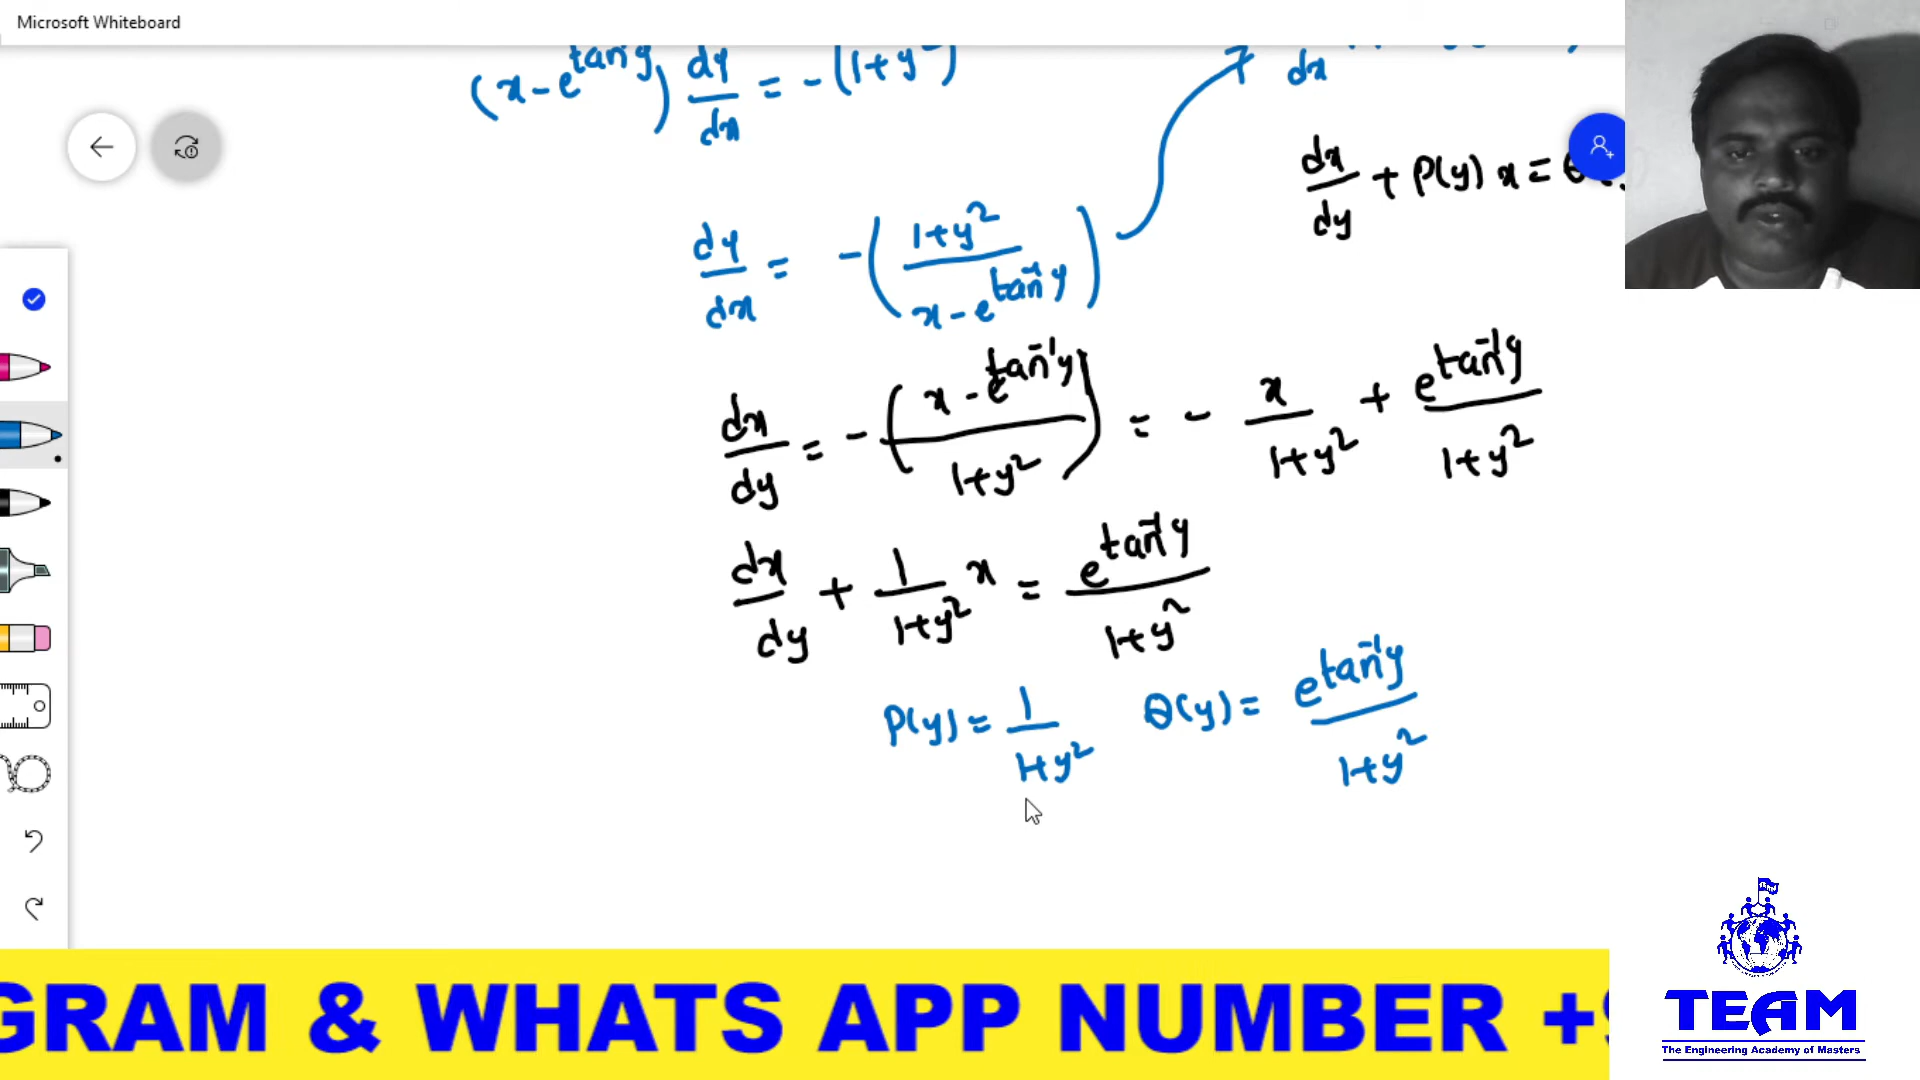 Microsoft Whiteboard
(x - e^tan⁻¹y) dy/dx = -(1+y²)
dx
dx/dy + P(y) x =
dy/dx = -((1+y²)/(x - e^tan⁻¹y))
dx/dy = -((x - e^tan⁻¹y)/(1+y²)) = - x/(1+y²) + e^tan⁻¹y/(1+y²)
dx/dy + 1/(1+y²) x = e^tan⁻¹y/(1+y²)
P(y) = 1/(1+y²) Q(y) = e^tan⁻¹y/(1+y²)
GRAM & WHATS APP NUMBER +9
TEAM
The Engineering Academy of Masters